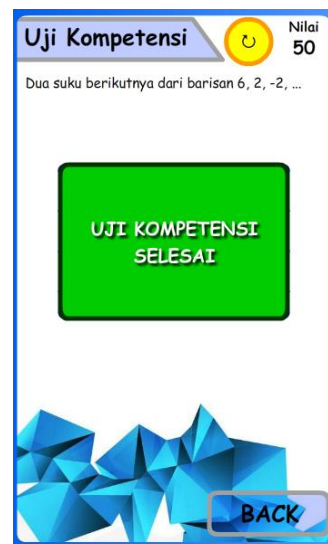 Uji Kompetensi
Nilai
50
Dua suku berikutnya dari barisan 6, 2, -2, ...
UJI KOMPETENSI
SELESAI
BACK